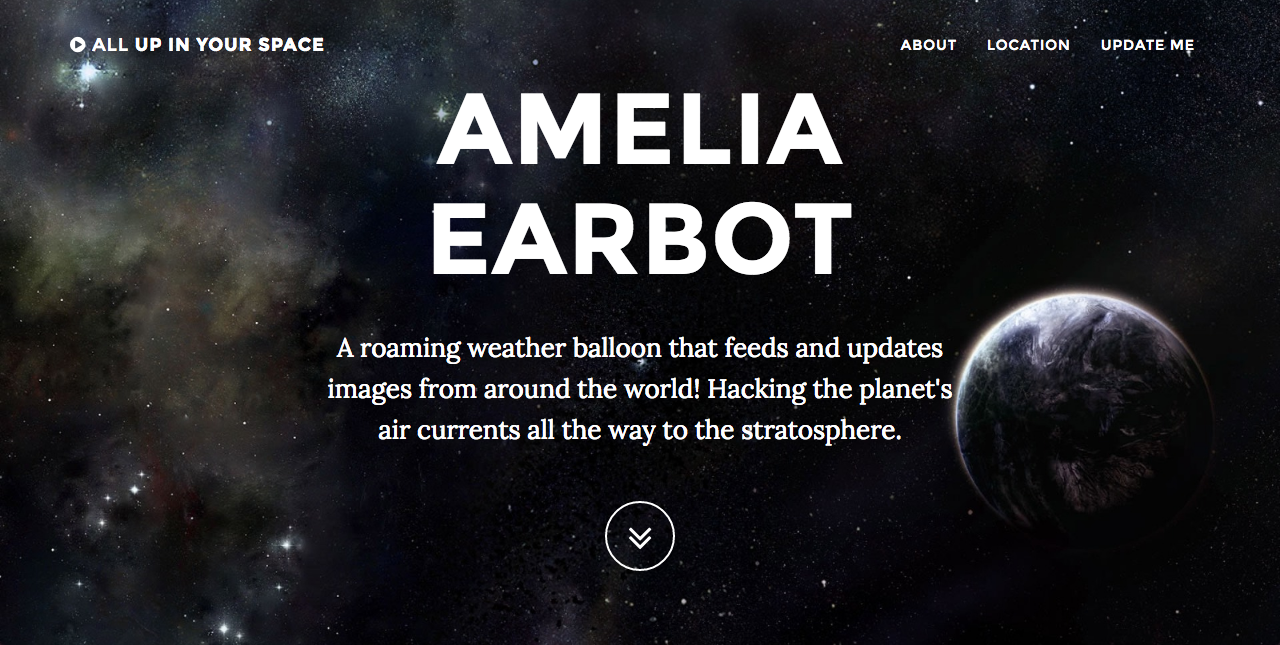 ALL UP IN YOUR SPACE
ABOUT LOCATION UPDATE ME
AMELIA
EARBOT
A roaming weather balloon that feeds and updates
images from around the world! Hacking the planet's
air currents all the way to the stratosphere.